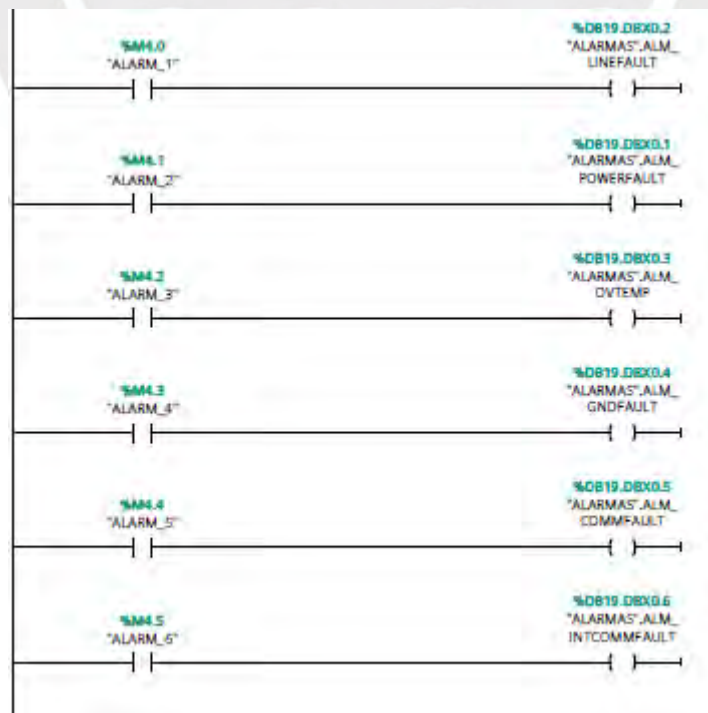 %M4.0
"ALARM_1"
%DB19.DBX0.2
"ALARMAS".ALM_
LINEFAULT
%M4.1
"ALARM_2"
%DB19.DBX0.1
"ALARMAS".ALM_
POWERFAULT
%M4.2
"ALARM_3"
%DB19.DBX0.3
"ALARMAS".ALM_
OVTEMP
%M4.3
"ALARM_4"
%DB19.DBX0.4
"ALARMAS".ALM_
GNDFAULT
%M4.4
"ALARM_5"
%DB19.DBX0.5
"ALARMAS".ALM_
COMMFAULT
%M4.5
"ALARM_6"
%DB19.DBX0.6
"ALARMAS".ALM_
INTCOMMFAULT